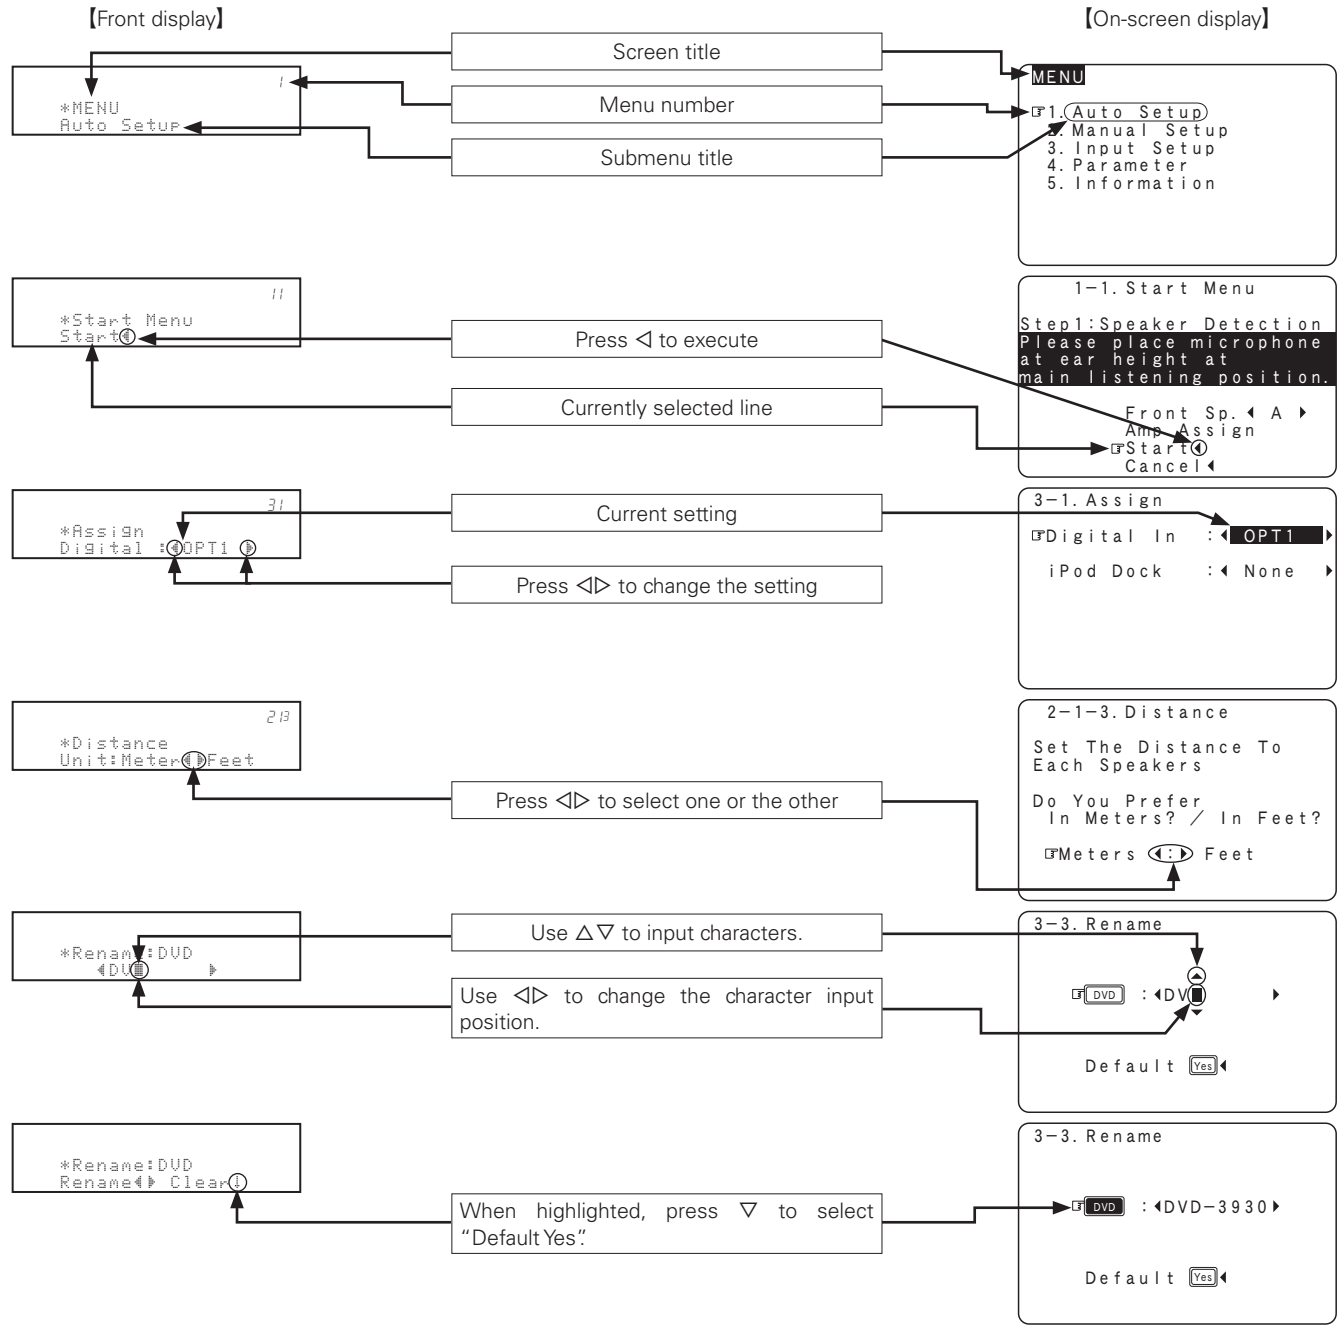 【Front display】
【On-screen display】
Screen title
Menu number
Submenu title
1
*MENU
Auto Setup
MENU
☞1. Auto Setup
2. Manual Setup
3. Input Setup
4. Parameter
5. Information
11
*Start Menu
Start◀
Press ◁ to execute
Currently selected line
1-1. Start Menu
Step1:Speaker Detection
Please place microphone
at ear height at
main listening position.
Front Sp.◀ A ▶
Amp Assign
☞Start◀
Cancel◀
31
*Assign
Digital :◀OPT1 ▶
Current setting
Press ◁▷ to change the setting
3-1. Assign
☞Digital In :◀ OPT1 ▶
iPod Dock :◀ None ▶
213
*Distance
Unit:Meter◀▶Feet
Press ◁▷ to select one or the other
2-1-3. Distance
Set The Distance To
Each Speakers
Do You Prefer
In Meters? / In Feet?
☞Meters ◀:▶ Feet
*Rename:DVD
◀DV■ ▶
Use △▽ to input characters.
Use ◁▷ to change the character input
position.
3-3. Rename
☞DVD :◀DV■ ▶
Default Yes◀
*Rename:DVD
Rename◀▶ Clear↓
When highlighted, press ▽ to select
“Default Yes”.
3-3. Rename
☞DVD :◀DVD-3930▶
Default Yes◀